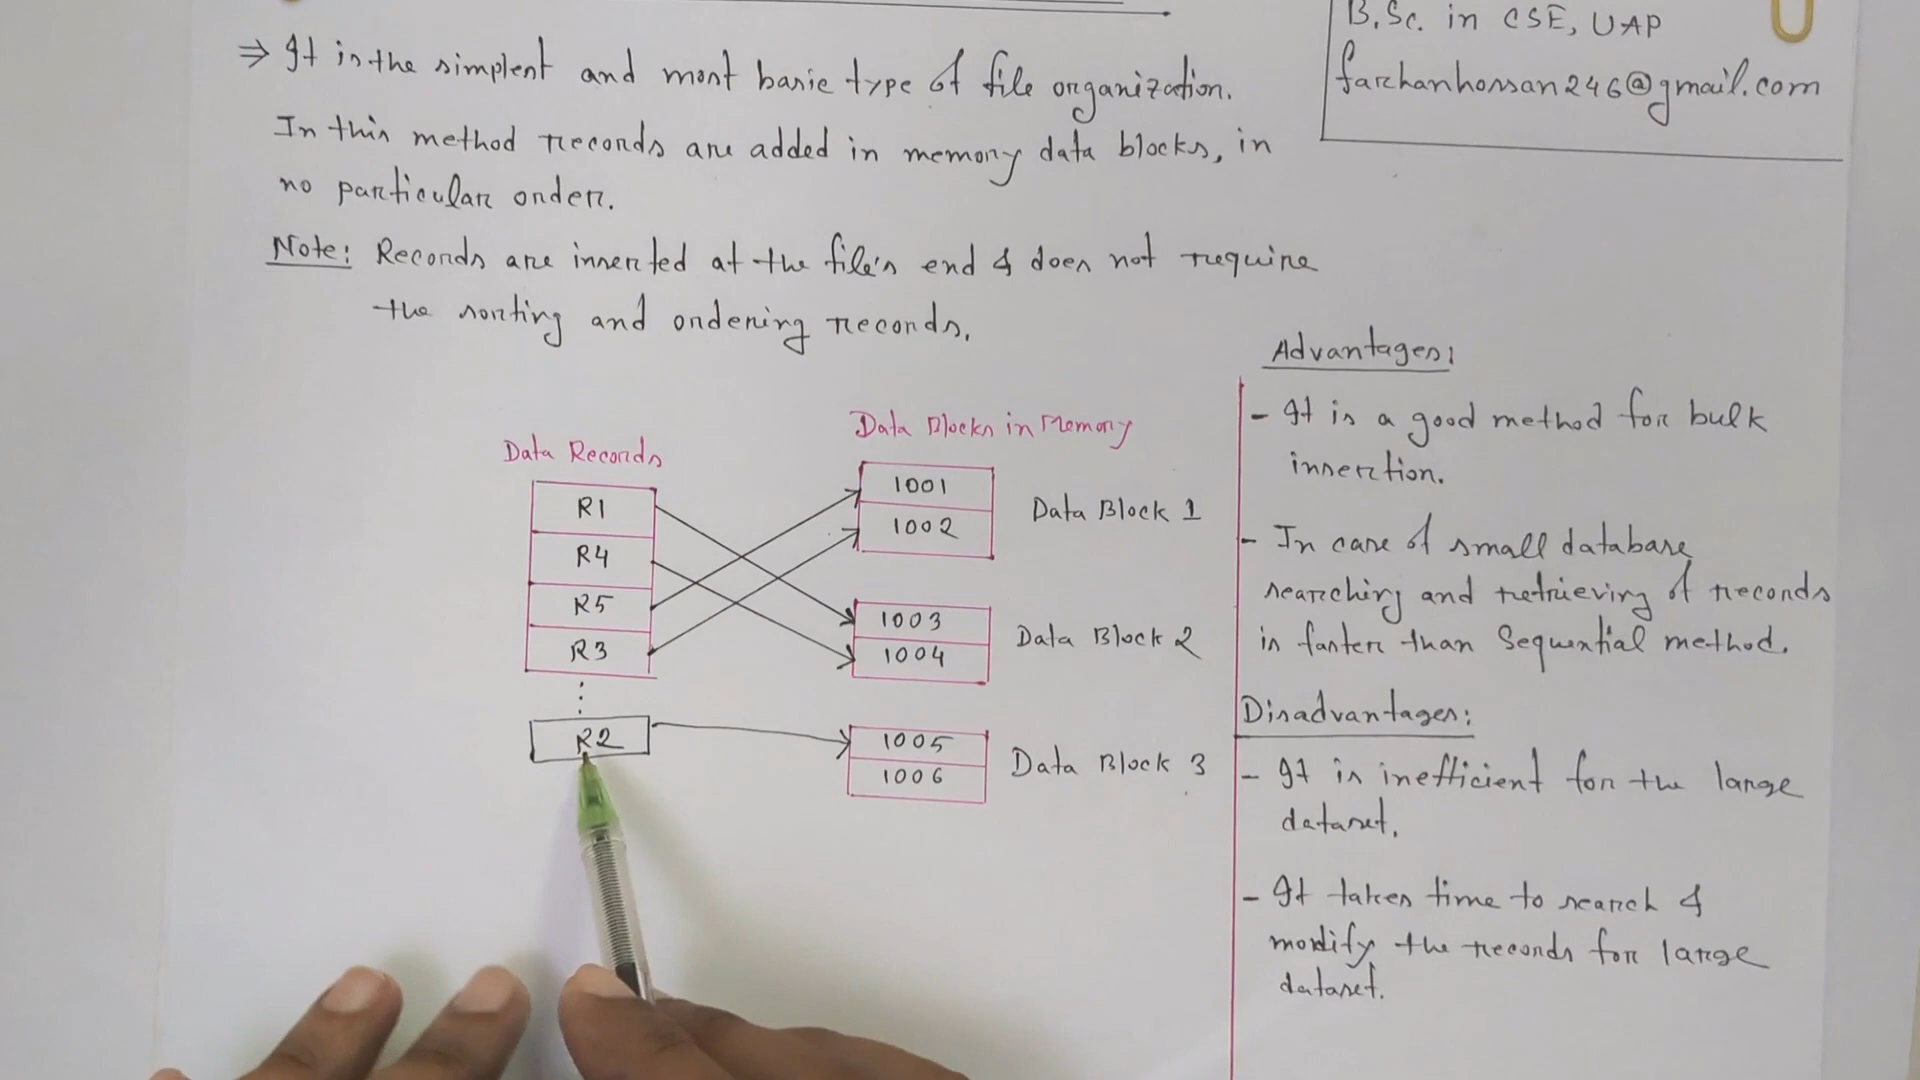 B.Sc. in CSE, UAP
farhanhossan246@gmail.com
⇒ It is the simplest and most basic type of file organization.
In this method records are added in memory data blocks, in
no particular order.
Note: Records are inserted at the file's end & does not require
the sorting and ordering records.
Data Records
R1
R4
R5
R3
⋮
R2
Data Blocks in Memory
1001
1002
Data Block 1
1003
1004
Data Block 2
1005
1006
Data Block 3
Advantages:
- It is a good method for bulk
insertion.
- In case of small database
searching and retrieving of records
is faster than Sequential method.
Disadvantages:
- It is inefficient for the large
dataset.
- It takes time to search &
modify the records for large
dataset.